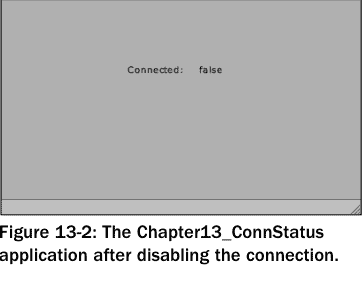 Connected: false
Figure 13-2: The Chapter13_ConnStatus
application after disabling the connection.